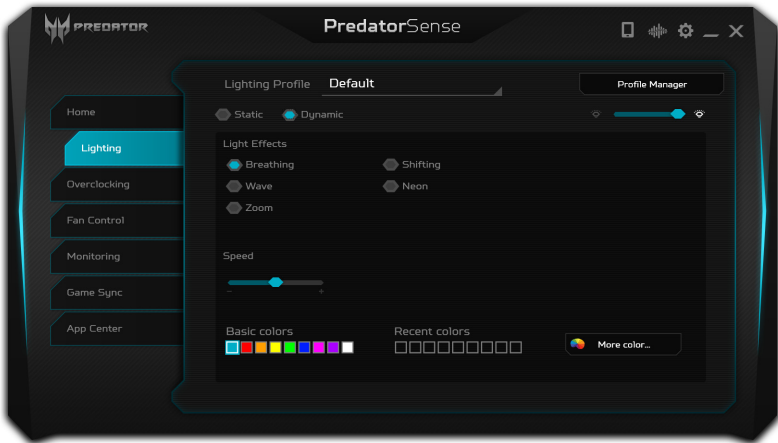 PREDATOR
PredatorSense
Lighting Profile Default
Profile Manager
Static Dynamic
Home
Lighting
Overclocking
Fan Control
Monitoring
Game Sync
App Center
Light Effects
Breathing Shifting
Wave Neon
Zoom
Speed
- +
Basic colors Recent colors
More color...